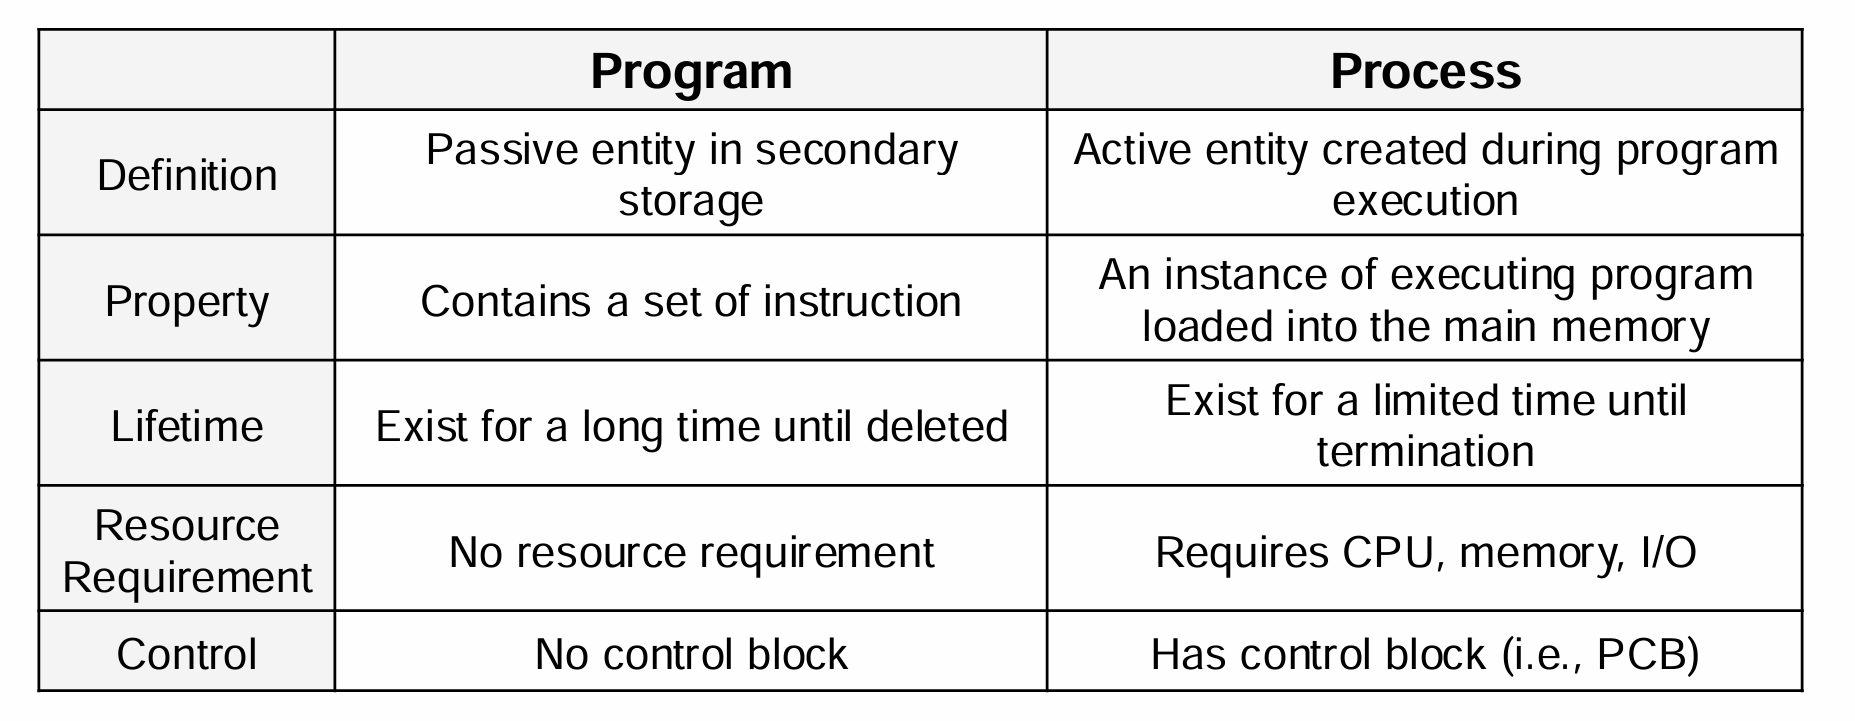 Program
Process
Definition
Passive entity in secondary
storage
Active entity created during program
execution
Property
Contains a set of instruction
An instance of executing program
loaded into the main memory
Lifetime
Exist for a long time until deleted
Exist for a limited time until
termination
Resource
Requirement
No resource requirement
Requires CPU, memory, I/O
Control
No control block
Has control block (i.e., PCB)